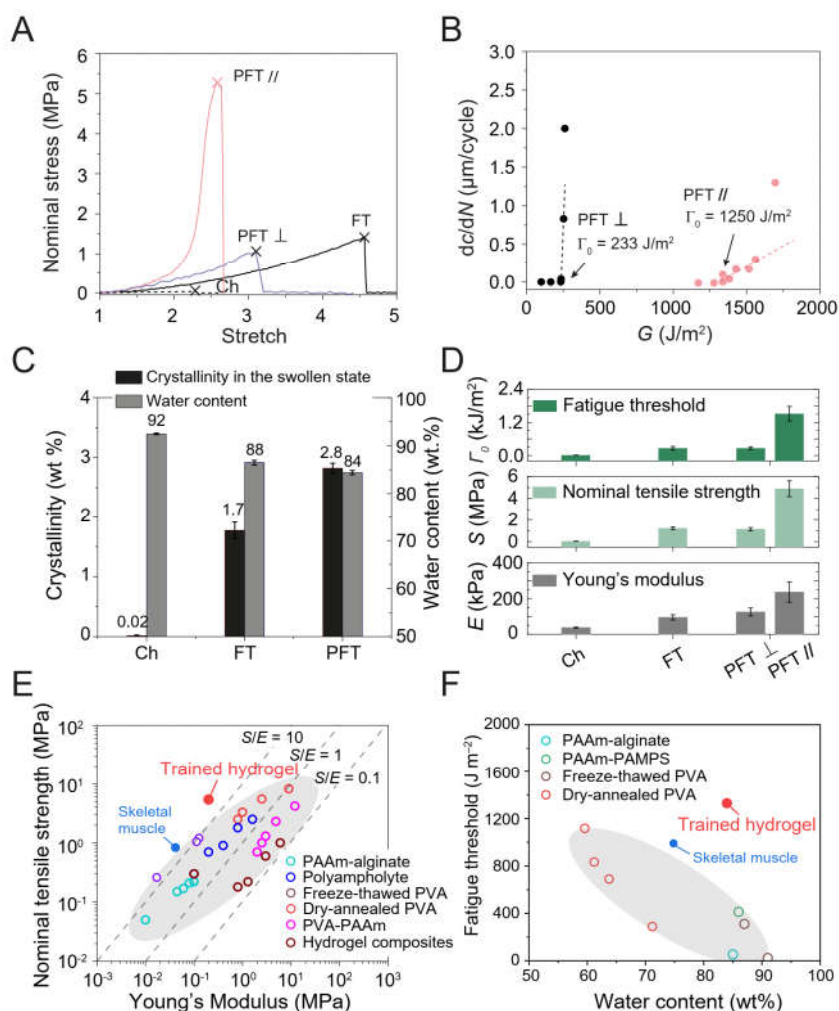 A
Nominal stress (MPa)
6
5
4
3
2
1
0
PFT //
PFT ⊥
FT
Ch
1 2 3 4 5
Stretch
B
dc/dN (μm/cycle)
3.0
2.5
2.0
1.5
1.0
0.5
0.0
PFT ⊥
Γ0 = 233 J/m²
PFT //
Γ0 = 1250 J/m²
0 500 1000 1500 2000
G (J/m²)
C
Crystallinity (wt %)
4
3
2
1
0
Crystallinity in the swollen state
Water content
92
0.02
88
1.7
2.8
84
100
90
80
70
60
50
Water content (wt.%)
Ch FT PFT
D
Γ0 (kJ/m²)
2.4
1.2
0.0
Fatigue threshold
S (MPa)
6
4
2
0
Nominal tensile strength
E (kPa)
400
200
0
Young's modulus
Ch FT PFT ⊥ PFT //
E
Nominal tensile strength (MPa)
10²
10¹
10⁰
10⁻¹
10⁻²
S/E = 10
S/E = 1
S/E = 0.1
Trained hydrogel
Skeletal
muscle
PAAm-alginate
Polyampholyte
Freeze-thawed PVA
Dry-annealed PVA
PVA-PAAm
Hydrogel composites
10⁻³ 10⁻² 10⁻¹ 10⁰ 10¹ 10² 10³
Young's Modulus (MPa)
F
Fatigue threshold (J m⁻²)
2000
1600
1200
800
400
0
PAAm-alginate
PAAm-PAMPS
Freeze-thawed PVA
Dry-annealed PVA
Trained hydrogel
Skeletal muscle
50 60 70 80 90 100
Water content (wt%)